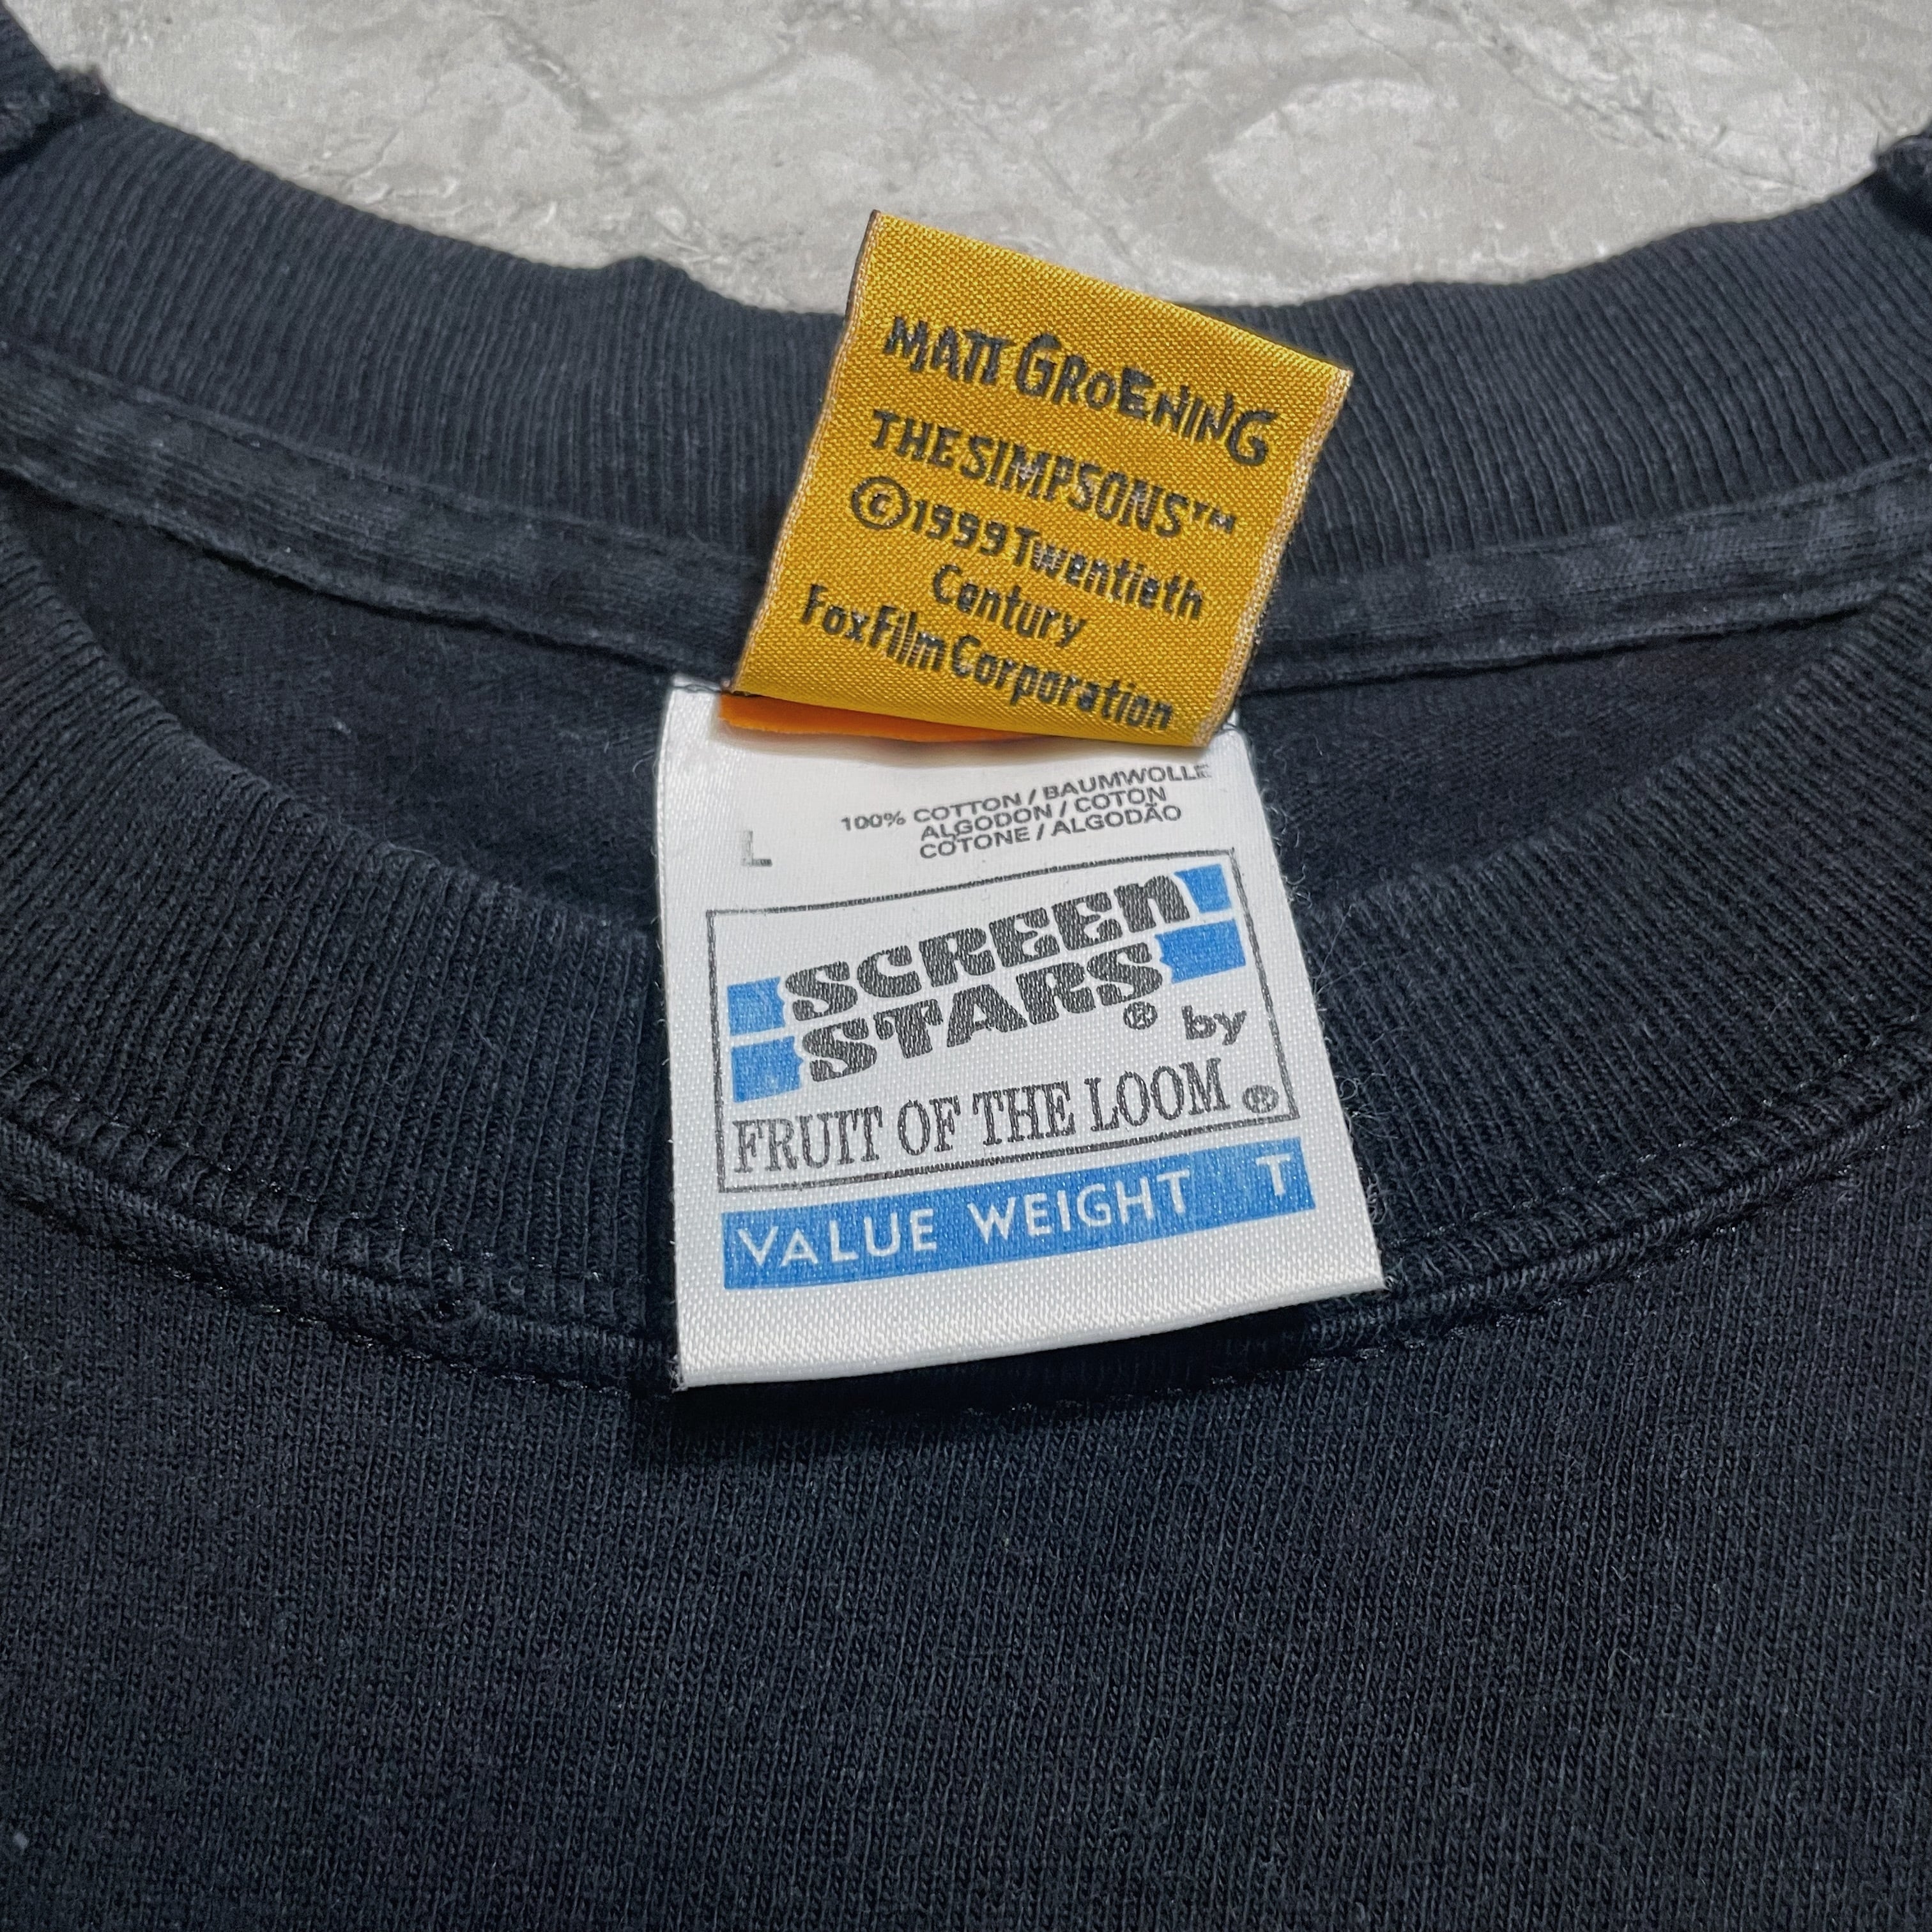 MATT GROENING
THE SIMPSONS™
©1999 Twentieth
Century
Fox Film Corporation
100% COTTON / BAUMWOLLE
ALGODON / COTON
COTONE / ALGODÃO
L
SCREEN
STARS® by
FRUIT OF THE LOOM®
VALUE WEIGHT T